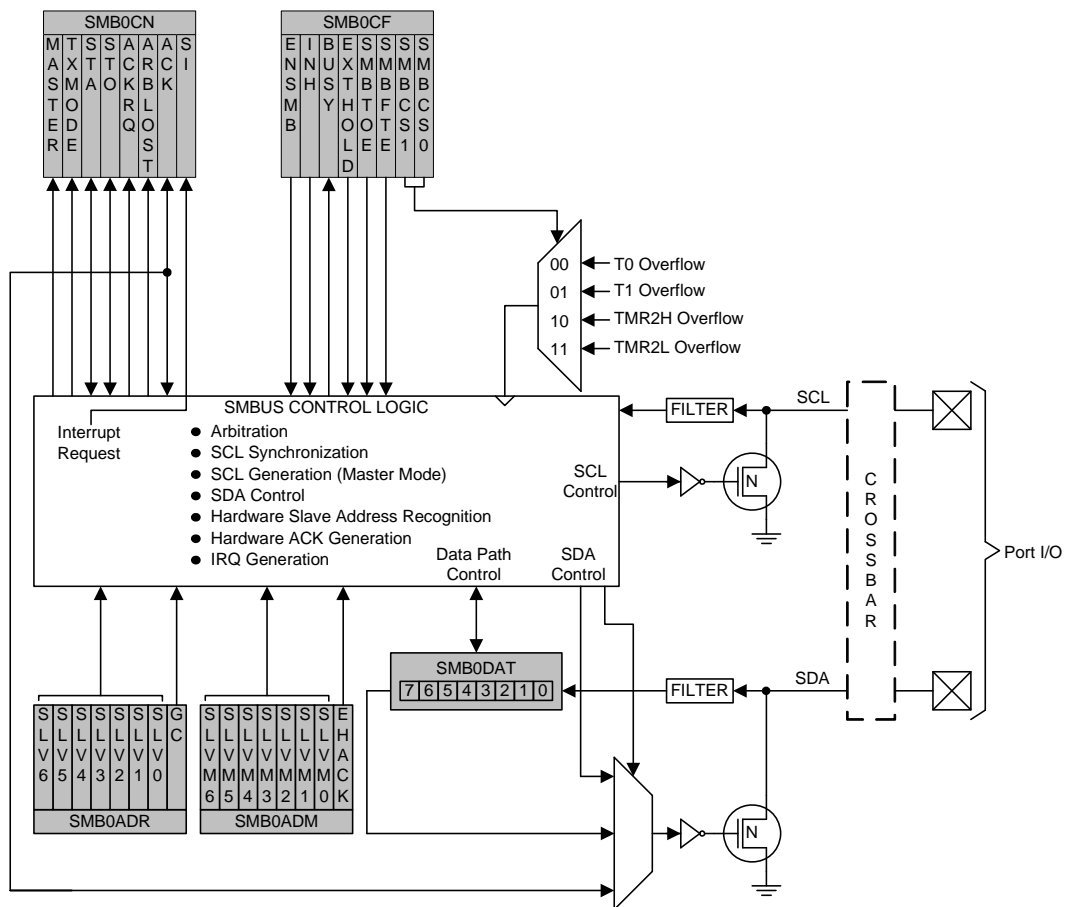 SMB0CN
MASTER
TXMODE
STA
STO
ACKRQ
ARBLOST
ACK
SI
SMB0CF
ENSMB
INH
BUSY
EXTHOLD
SMBTOE
SMBFTE
SMBCS1
SMBCS0
00
01
10
11
T0 Overflow
T1 Overflow
TMR2H Overflow
TMR2L Overflow
SMBUS CONTROL LOGIC
Interrupt
Request
● Arbitration
● SCL Synchronization
● SCL Generation (Master Mode)
● SDA Control
● Hardware Slave Address Recognition
● Hardware ACK Generation
● IRQ Generation
Data Path
Control
SDA
Control
SCL
Control
FILTER
SCL
N
CROSSBAR
Port I/O
SMB0DAT
7 6 5 4 3 2 1 0
FILTER
SDA
N
SLV6
SLV5
SLV4
SLV3
SLV2
SLV1
SLV0
GC
SMB0ADR
SLVM6
SLVM5
SLVM4
SLVM3
SLVM2
SLVM1
SLVM0
EHACK
SMB0ADM